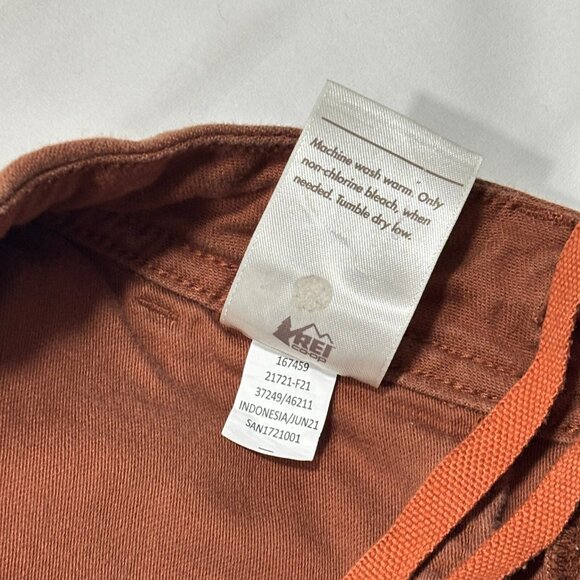 Machine wash warm. Only
non-chlorine bleach, when
needed. Tumble dry low.
REI
CO·OP
167459
21721-F21
37249/46211
INDONESIA/JUN21
SAN1721001